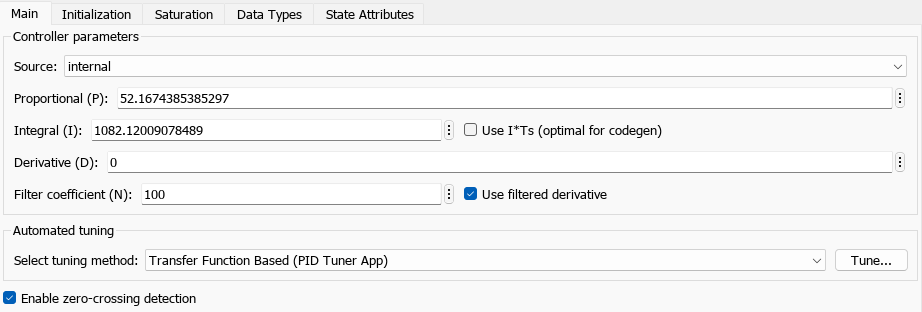 Main Initialization Saturation Data Types State Attributes
Controller parameters
Source: internal
Proportional (P): 52.1674385385297
Integral (I): 1082.12009078489 Use I*Ts (optimal for codegen)
Derivative (D): 0
Filter coefficient (N): 100 Use filtered derivative
Automated tuning
Select tuning method: Transfer Function Based (PID Tuner App) Tune...
Enable zero-crossing detection